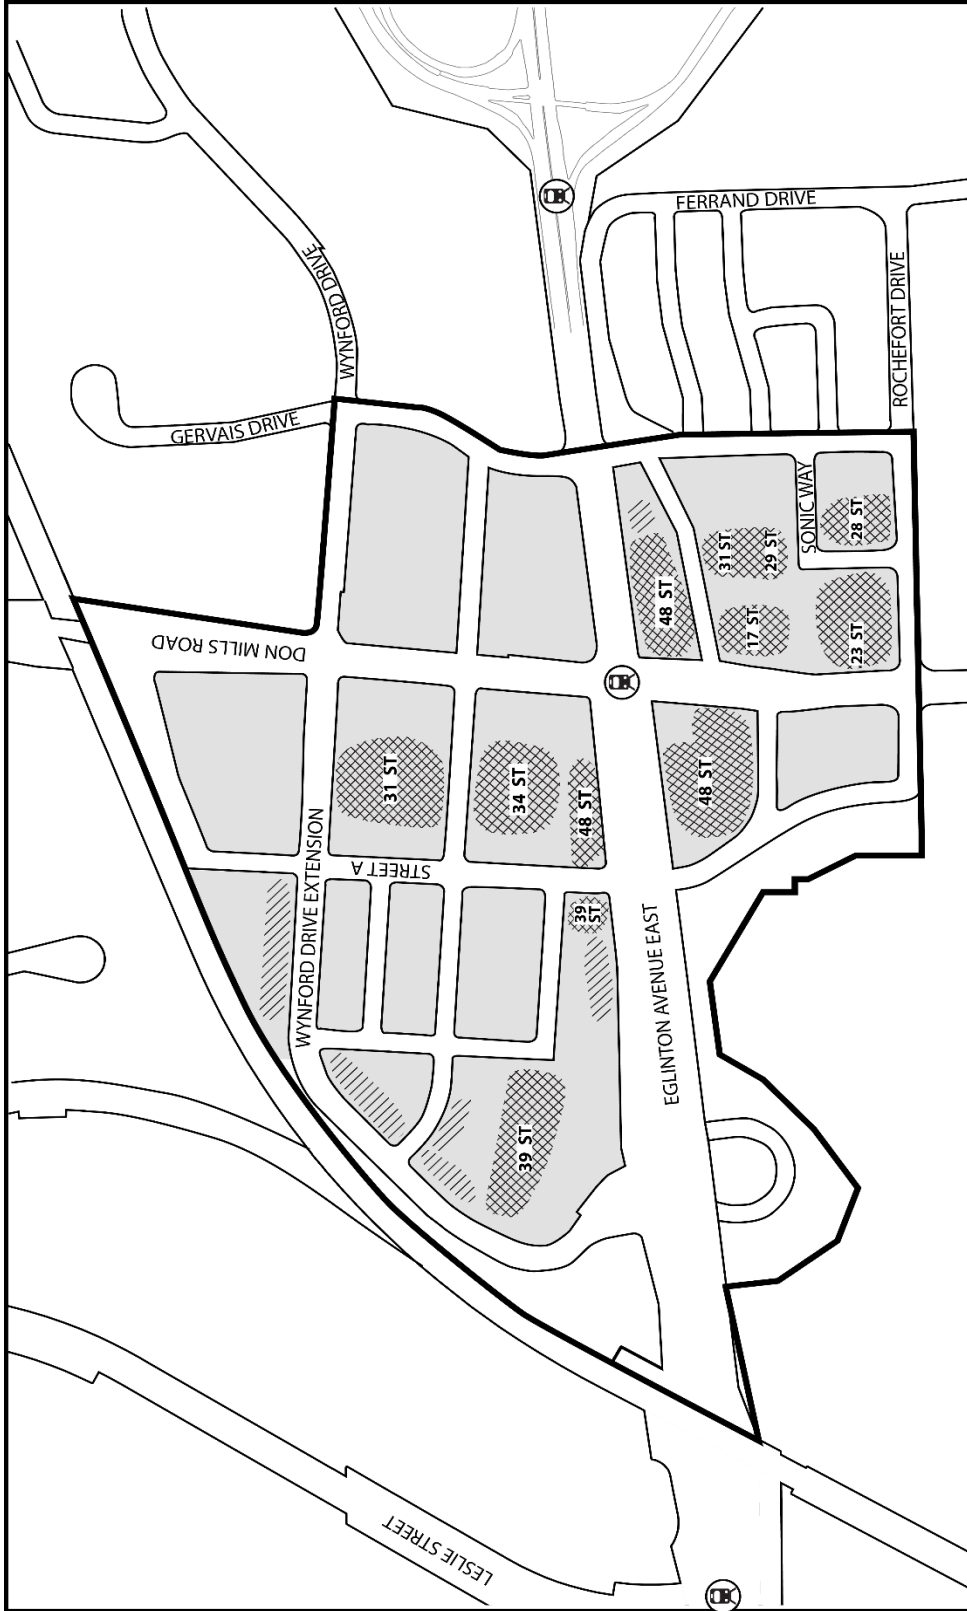 FERRAND DRIVE
WYNFORD DRIVE
ROCHEFORT DRIVE
GERVAIS DRIVE
SONIC WAY
28 ST
31 ST
29 ST
48 ST
17 ST
23 ST
DON MILLS ROAD
31 ST
34 ST
48 ST
48 ST
WYNFORD DRIVE EXTENSION
STREET A
39
ST
EGLINTON AVENUE EAST
39 ST
LESLIE STREET